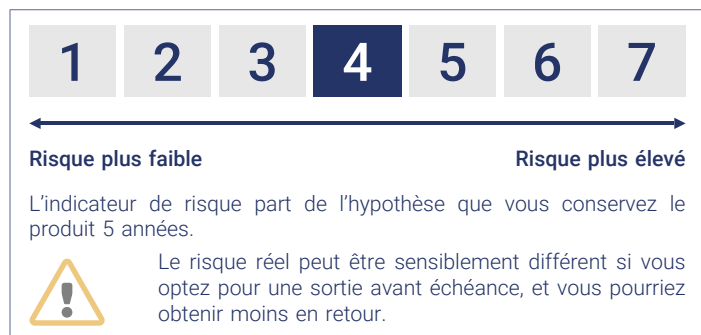 1 2 3 4 5 6 7
Risque plus faible Risque plus élevé
L'indicateur de risque part de l'hypothèse que vous conservez le
produit 5 années.
Le risque réel peut être sensiblement différent si vous
optez pour une sortie avant échéance, et vous pourriez
obtenir moins en retour.